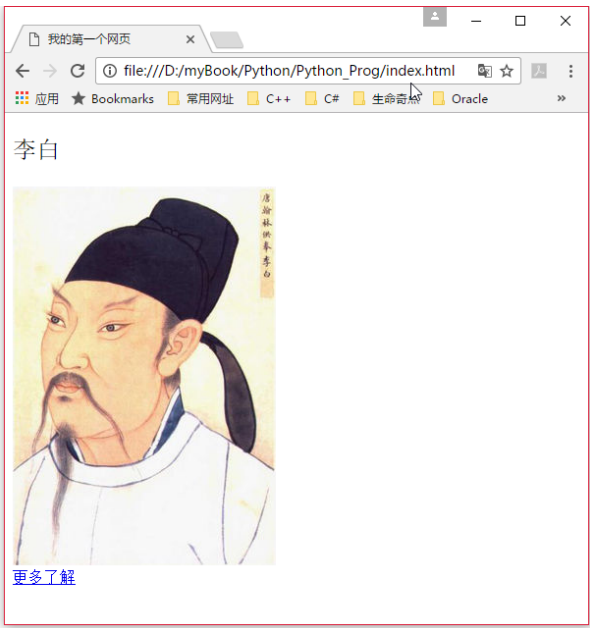 我的第一个网页
file:///D:/myBook/Python/Python_Prog/index.html
应用 Bookmarks 常用网址 C++ C# 生命奇 Oracle
李白
唐翰林供奉李白
更多了解